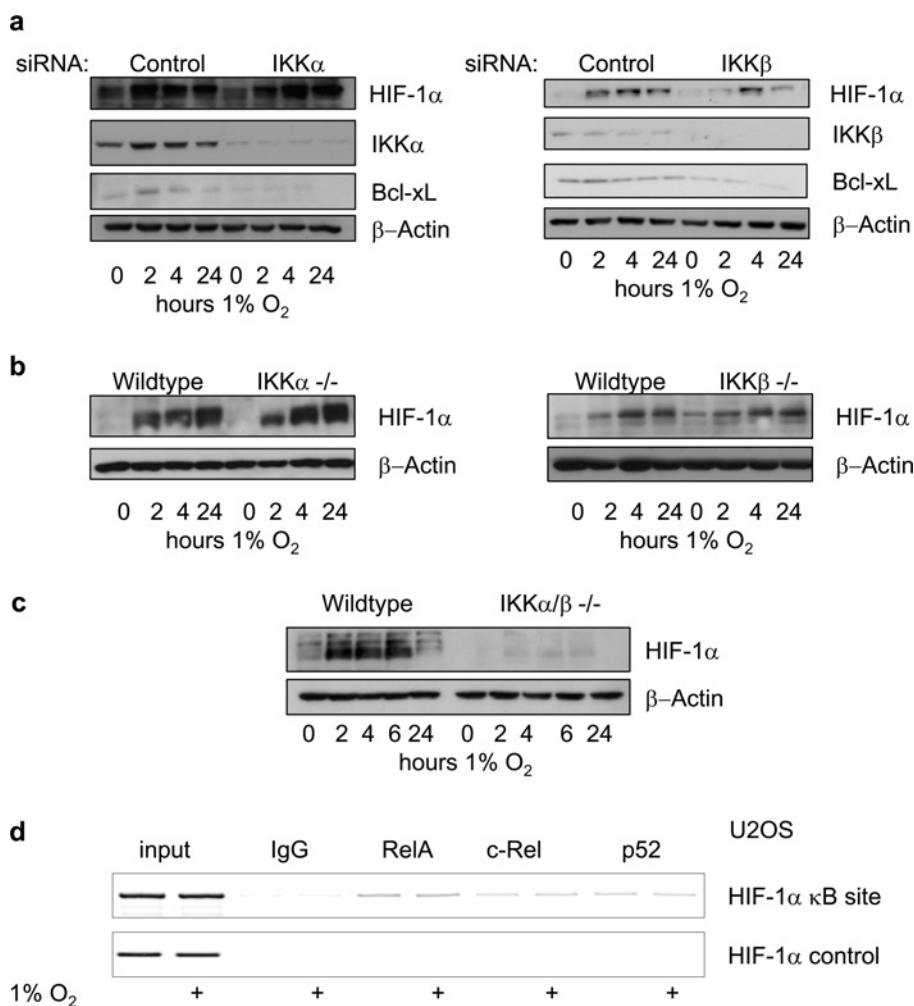 a
siRNA: Control IKKα
HIF-1α
IKKα
Bcl-xL
β–Actin
0 2 4 24 0 2 4 24
hours 1% O₂
siRNA: Control IKKβ
HIF-1α
IKKβ
Bcl-xL
β–Actin
0 2 4 24 0 2 4 24
hours 1% O₂
b
Wildtype IKKα -/-
HIF-1α
β–Actin
0 2 4 24 0 2 4 24
hours 1% O₂
Wildtype IKKβ -/-
HIF-1α
β–Actin
0 2 4 24 0 2 4 24
hours 1% O₂
c
Wildtype IKKα/β -/-
HIF-1α
β–Actin
0 2 4 6 24 0 2 4 6 24
hours 1% O₂
d
U2OS
input IgG RelA c-Rel p52
HIF-1α κB site
HIF-1α control
1% O₂ + + + + +